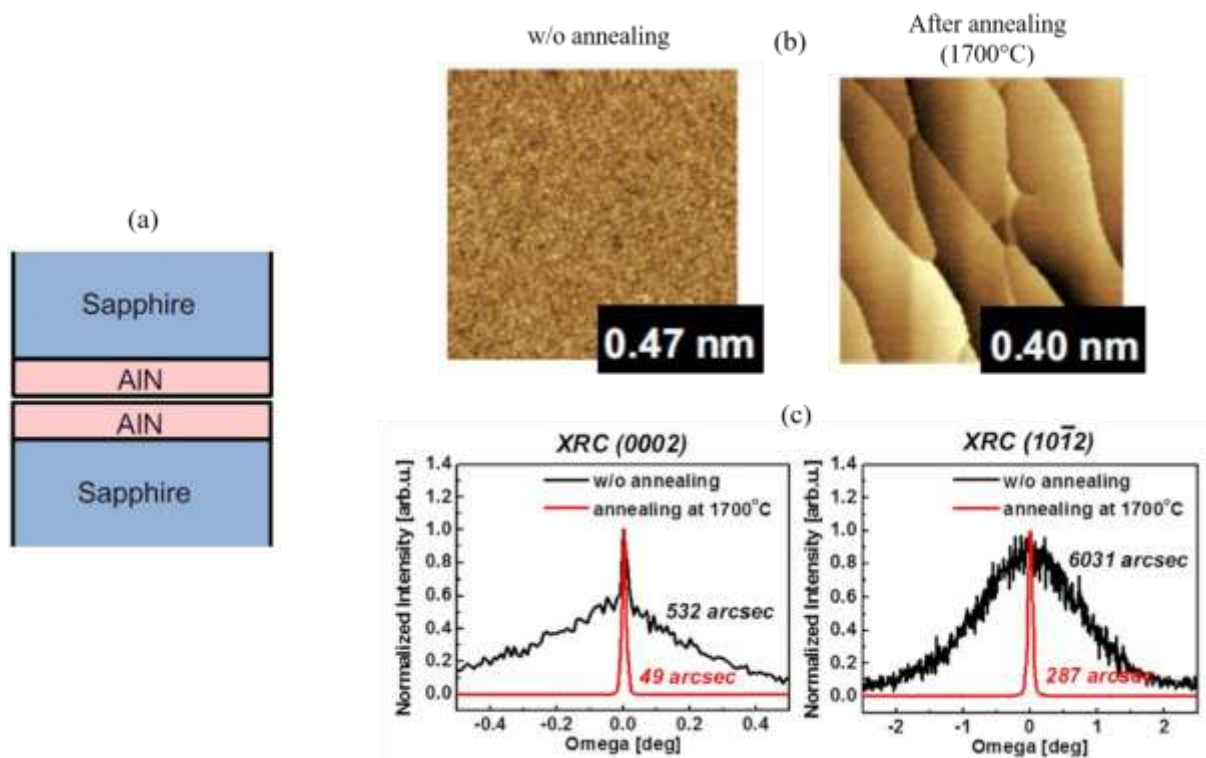 (a)
Sapphire
AlN
AlN
Sapphire
w/o annealing
(b)
After annealing
(1700°C)
0.47 nm
0.40 nm
(c)
XRC (0002)
Normalized Intensity [arb.u.]
1.4
1.2
1.0
0.8
0.6
0.4
0.2
0.0
w/o annealing
annealing at 1700°C
532 arcsec
49 arcsec
-0.4 -0.2 0.0 0.2 0.4
Omega [deg]
XRC (101̄2)
Normalized Intensity [arb.u.]
1.4
1.2
1.0
0.8
0.6
0.4
0.2
0.0
w/o annealing
annealing at 1700°C
6031 arcsec
287 arcsec
-2 -1 0 1 2
Omega [deg]